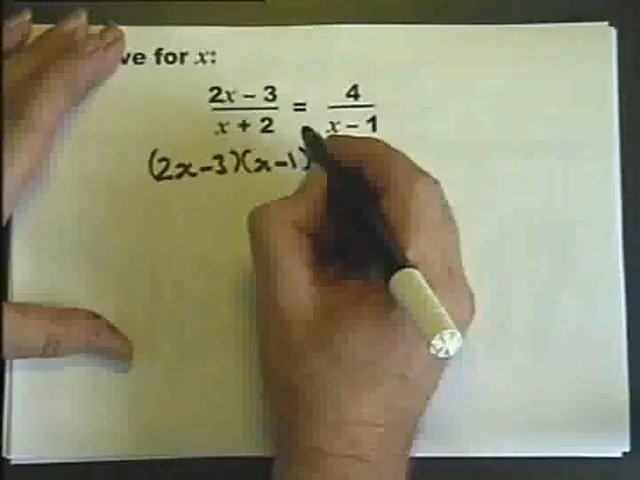 ve for x:
2x − 3 = 4
x + 2 x − 1
(2x − 3)(x − 1)